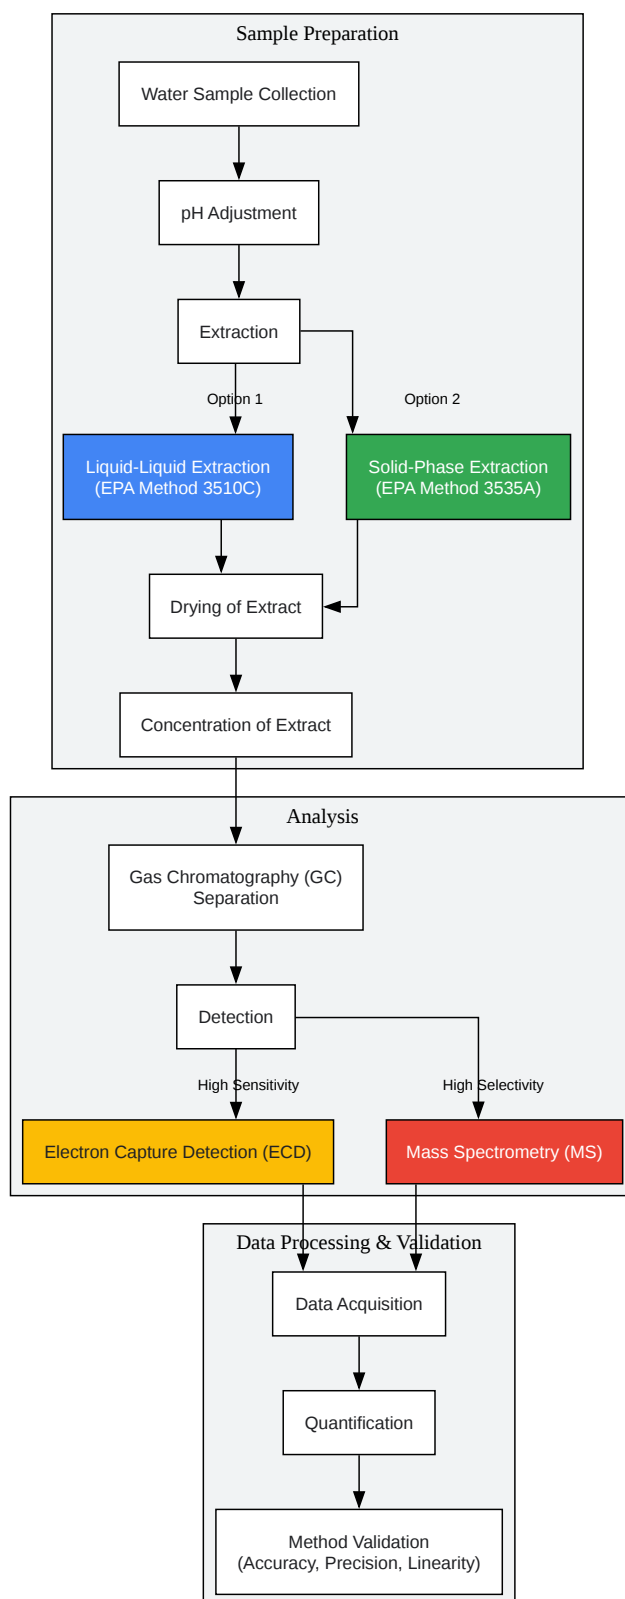 Sample Preparation
Water Sample Collection
pH Adjustment
Extraction
Option 1
Option 2
Liquid-Liquid Extraction
(EPA Method 3510C)
Solid-Phase Extraction
(EPA Method 3535A)
Drying of Extract
Concentration of Extract
Analysis
Gas Chromatography (GC)
Separation
Detection
High Sensitivity
High Selectivity
Electron Capture Detection (ECD)
Mass Spectrometry (MS)
Data Processing & Validation
Data Acquisition
Quantification
Method Validation
(Accuracy, Precision, Linearity)